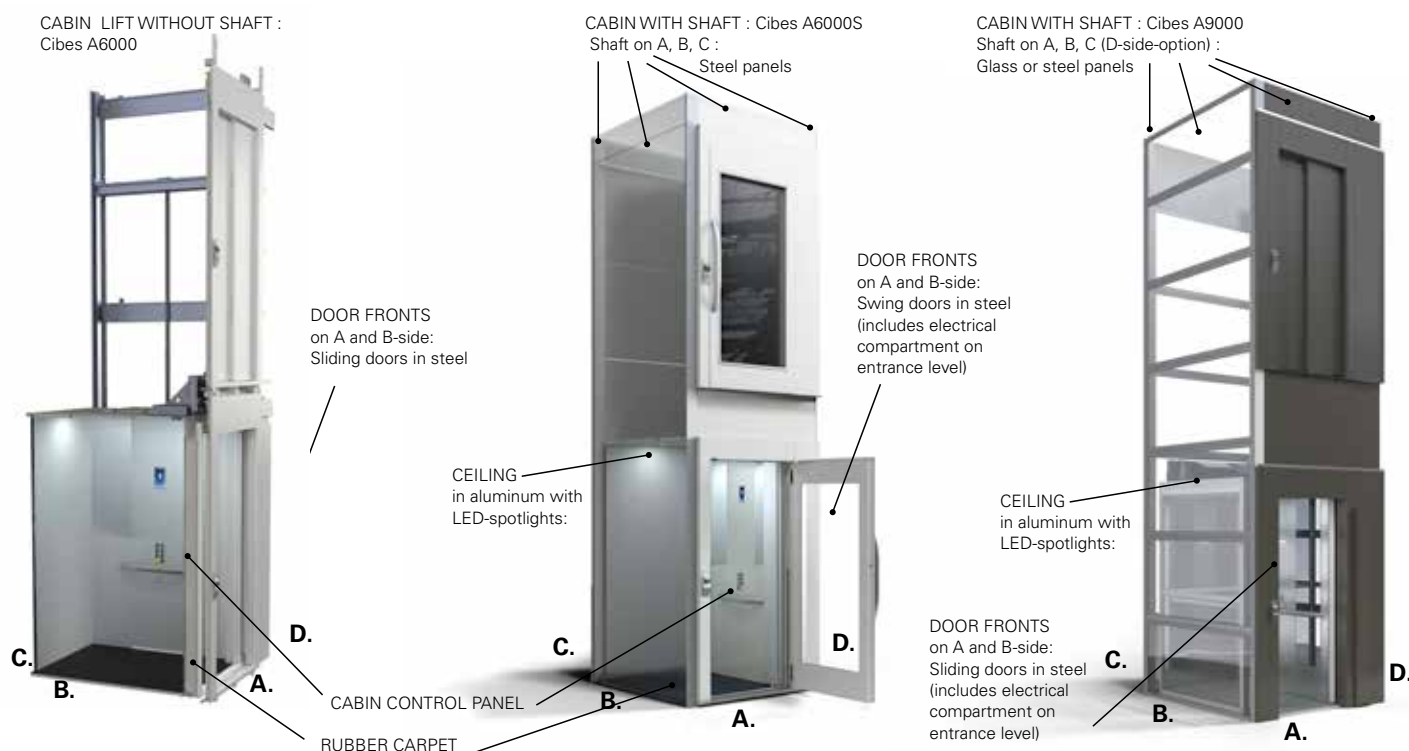 CABIN LIFT WITHOUT SHAFT :
Cibes A6000
DOOR FRONTS
on A and B-side:
Sliding doors in steel
C.
B.
A.
D.
CABIN CONTROL PANEL
RUBBER CARPET
CABIN WITH SHAFT : Cibes A6000S
Shaft on A, B, C :
Steel panels
DOOR FRONTS
on A and B-side:
Swing doors in steel
(includes electrical
compartment on
entrance level)
CEILING
in aluminum with
LED-spotlights:
C.
B.
A.
D.
CABIN WITH SHAFT : Cibes A9000
Shaft on A, B, C (D-side-option) :
Glass or steel panels
CEILING
in aluminum with
LED-spotlights:
DOOR FRONTS
on A and B-side:
Sliding doors in steel
(includes electrical
compartment on
entrance level)
C.
B.
A.
D.